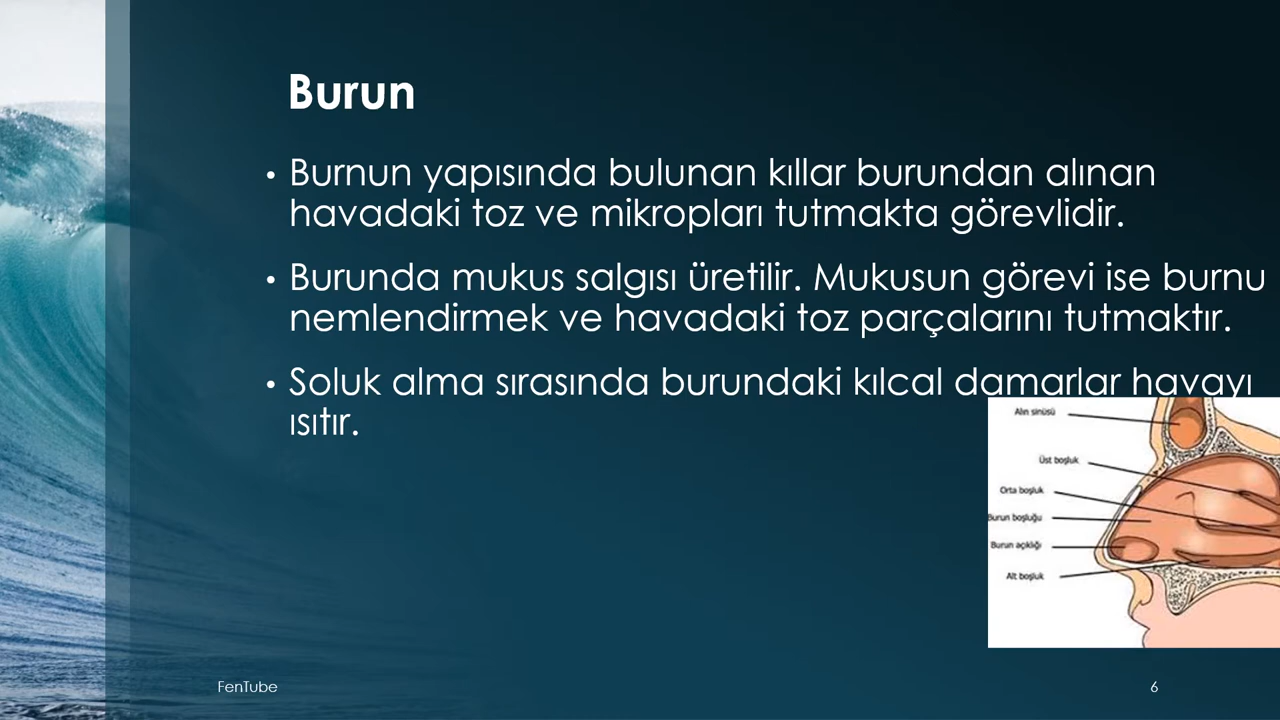 Burun
• Burnun yapısında bulunan kıllar burundan alınan
havadaki toz ve mikropları tutmakta görevlidir.
• Burunda mukus salgısı üretilir. Mukusun görevi ise burnu
nemlendirmek ve havadaki toz parçalarını tutmaktır.
• Soluk alma sırasında burundaki kılcal damarlar havayı
ısıtır.
Alın sinüsü
Üst boşluk
Orta boşluk
Burun boşluğu
Burun açıklığı
Alt boşluk
FenTube
6